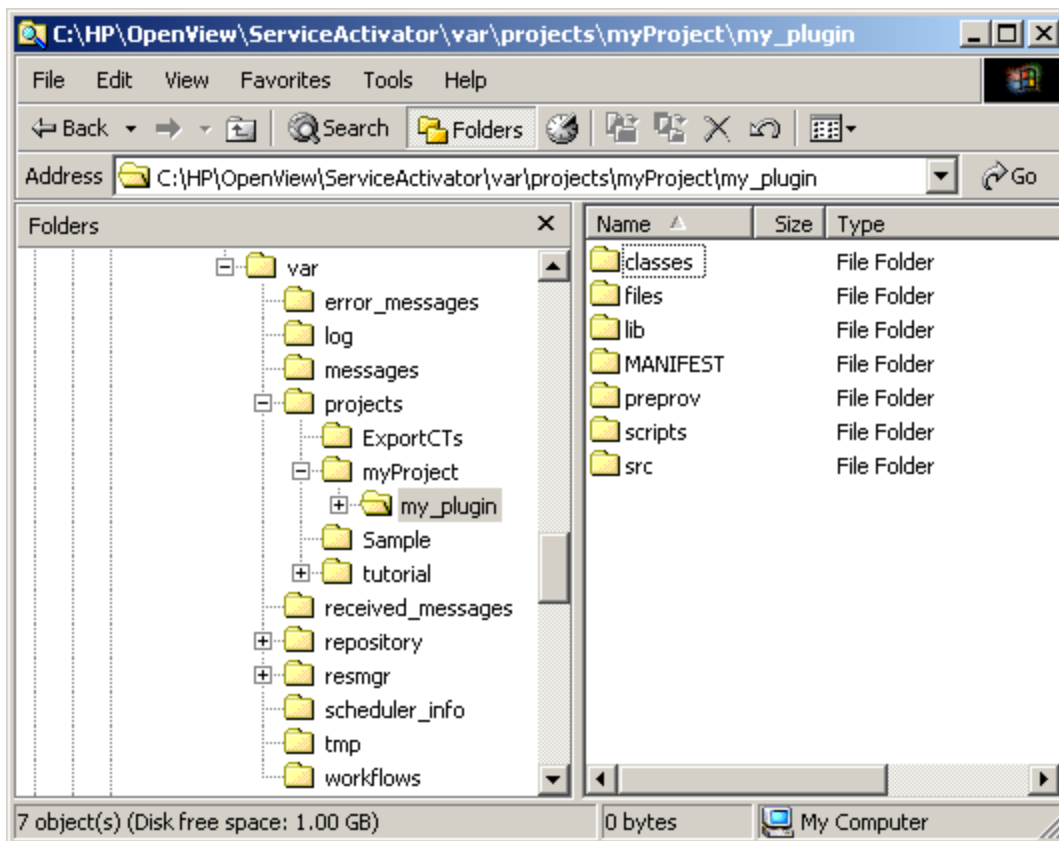 C:\HP\OpenView\ServiceActivator\var\projects\myProject\my_plugin
File Edit View Favorites Tools Help
Back Search Folders
Address C:\HP\OpenView\ServiceActivator\var\projects\myProject\my_plugin Go
Folders
var
error_messages
log
messages
projects
ExportCTs
myProject
my_plugin
Sample
tutorial
received_messages
repository
resmgr
scheduler_info
tmp
workflows
Name Size Type
classes File Folder
files File Folder
lib File Folder
MANIFEST File Folder
preprov File Folder
scripts File Folder
src File Folder
7 object(s) (Disk free space: 1.00 GB) 0 bytes My Computer